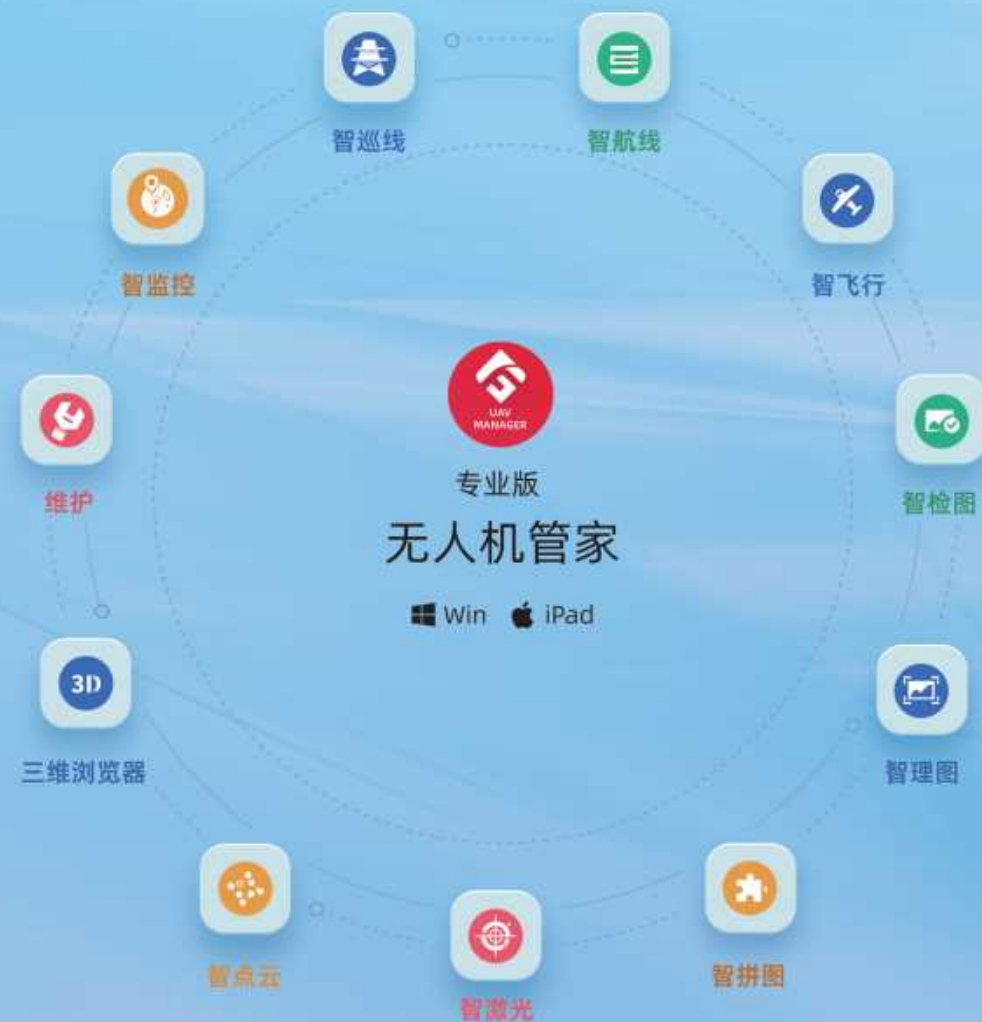 智巡线
智航线
智监控
智飞行
UAV
MANAGER
专业版
维护
无人机管家
智检图
Win iPad
3D
三维浏览器
智理图
智点云
智拼图
智激光